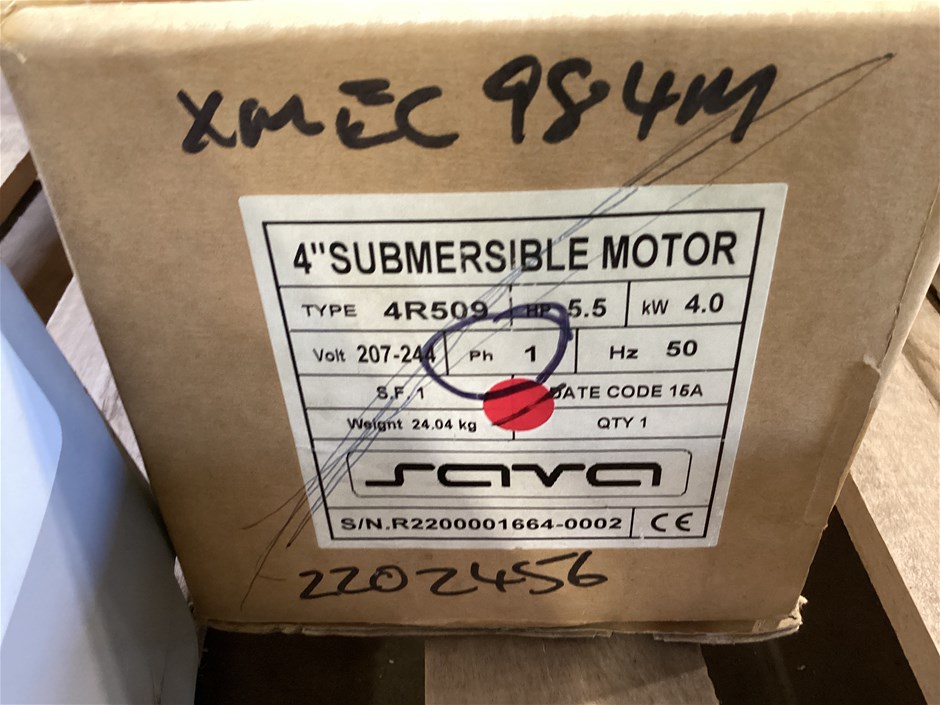 XMEC 984M
4"SUBMERSIBLE MOTOR
TYPE 4R509 HP 5.5 kW 4.0
Volt 207-244 Ph 1 Hz 50
S.F. 1 DATE CODE 15A
Weight 24.04 kg QTY 1
sava
S/N.R2200001664-0002 CE
2202456